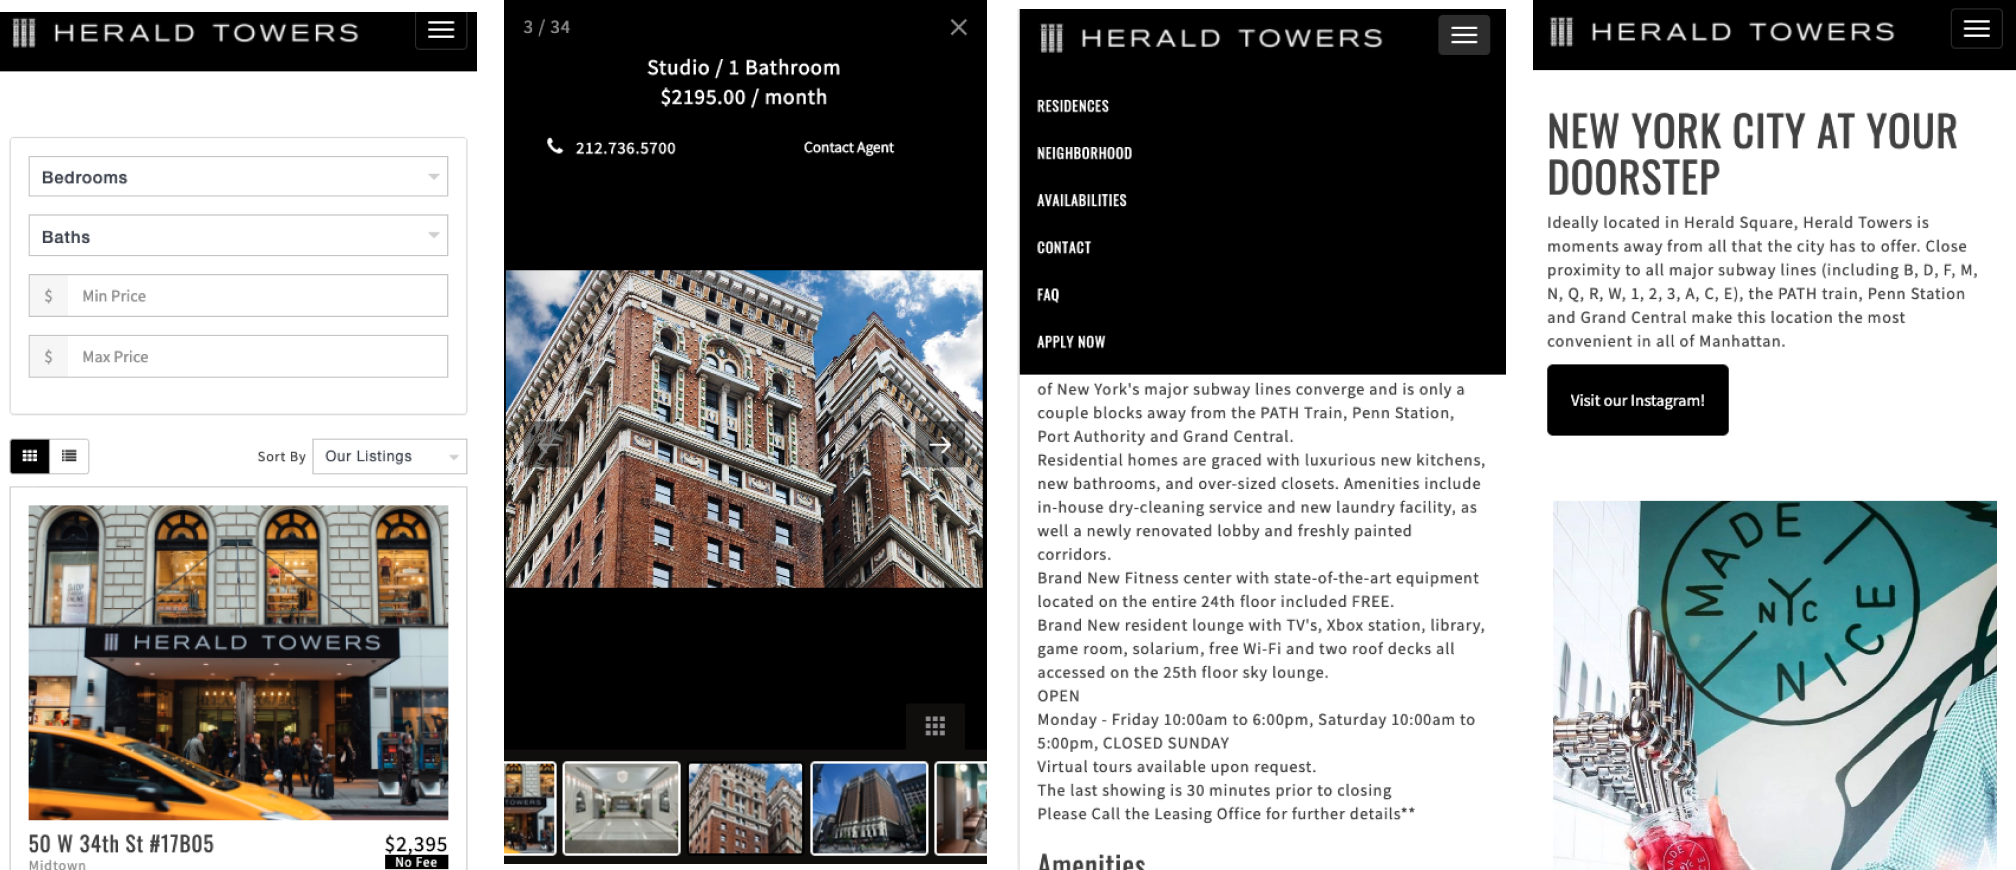 HERALD TOWERS
Bedrooms
Baths
$ Min Price
$ Max Price
Sort By Our Listings
HERALD TOWERS
50 W 34th St #17B05
$2,395
Midtown
No Fee
3 / 34
Studio / 1 Bathroom
$2195.00 / month
212.736.5700
Contact Agent
TOWERS
HERALD TOWERS
RESIDENCES
NEIGHBORHOOD
AVAILABILITIES
CONTACT
FAQ
APPLY NOW
of New York's major subway lines converge and is only a
couple blocks away from the PATH Train, Penn Station,
Port Authority and Grand Central.
Residential homes are graced with luxurious new kitchens,
new bathrooms, and over-sized closets. Amenities include
in-house dry-cleaning service and new laundry facility, as
well a newly renovated lobby and freshly painted
corridors.
Brand New Fitness center with state-of-the-art equipment
located on the entire 24th floor included FREE.
Brand New resident lounge with TV's, Xbox station, library,
game room, solarium, free Wi-Fi and two roof decks all
accessed on the 25th floor sky lounge.
OPEN
Monday - Friday 10:00am to 6:00pm, Saturday 10:00am to
5:00pm, CLOSED SUNDAY
Virtual tours available upon request.
The last showing is 30 minutes prior to closing
Please Call the Leasing Office for further details**
Amenities
HERALD TOWERS
NEW YORK CITY AT YOUR
DOORSTEP
Ideally located in Herald Square, Herald Towers is
moments away from all that the city has to offer. Close
proximity to all major subway lines (including B, D, F, M,
N, Q, R, W, 1, 2, 3, A, C, E), the PATH train, Penn Station
and Grand Central make this location the most
convenient in all of Manhattan.
Visit our Instagram!
MADE
NYC
NICE
MADE
NYC